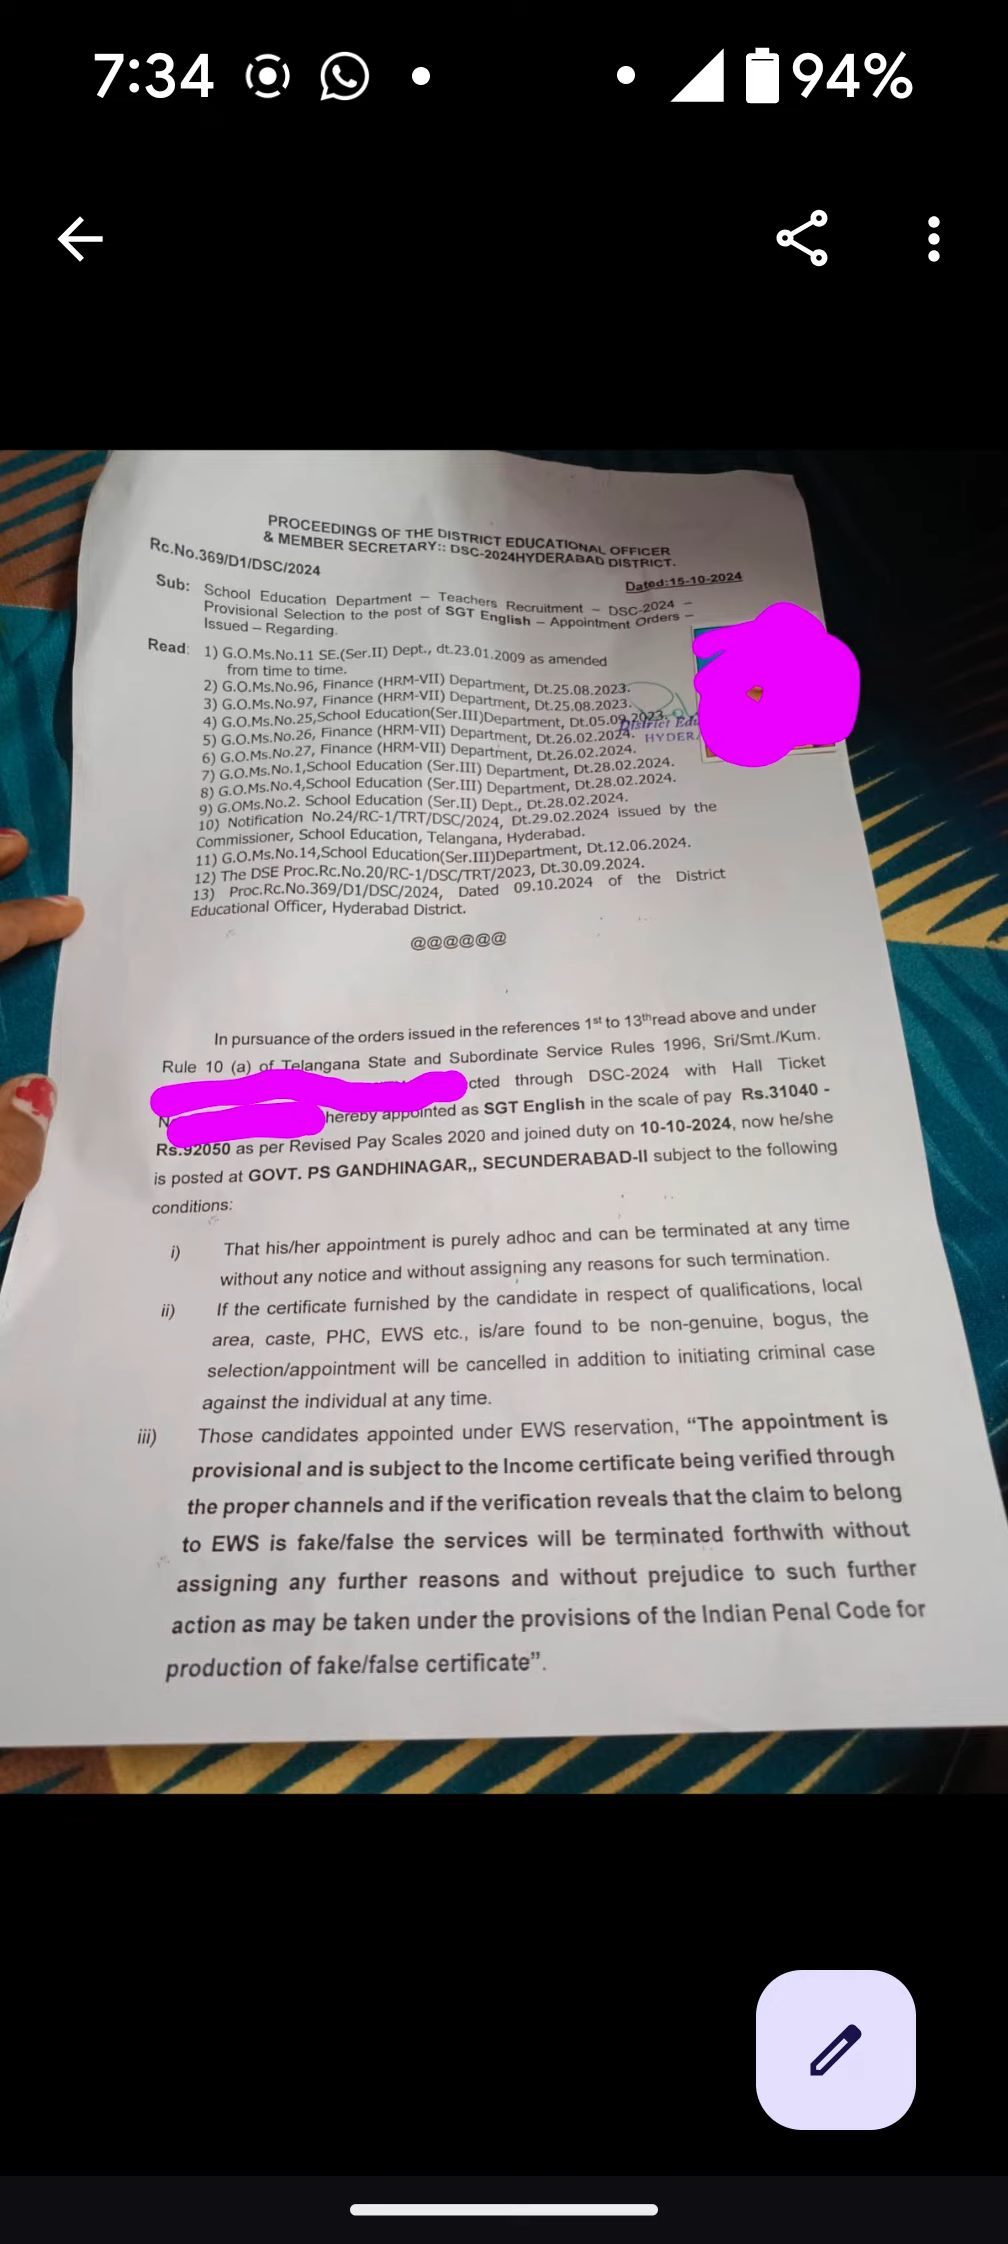 7:34
94%
PROCEEDINGS OF THE DISTRICT EDUCATIONAL OFFICER
& MEMBER SECRETARY:: DSC-2024HYDERABAD DISTRICT.
Rc.No.369/D1/DSC/2024
Dated:15-10-2024
Sub: School Education Department – Teachers Recruitment – DSC-2024 –
Provisional Selection to the post of SGT English – Appointment Orders –
Issued – Regarding.
Read: 1) G.O.Ms.No.11 SE.(Ser.II) Dept., dt.23.01.2009 as amended
from time to time.
2) G.O.Ms.No.96, Finance (HRM-VII) Department, Dt.25.08.2023.
3) G.O.Ms.No.97, Finance (HRM-VII) Department, Dt.25.08.2023.
4) G.O.Ms.No.25,School Education(Ser.III)Department, Dt.05.09.2023.
5) G.O.Ms.No.26, Finance (HRM-VII) Department, Dt.26.02.2024.
6) G.O.Ms.No.27, Finance (HRM-VII) Department, Dt.26.02.2024.
7) G.O.Ms.No.1,School Education (Ser.III) Department, Dt.28.02.2024.
8) G.O.Ms.No.4,School Education (Ser.III) Department, Dt.28.02.2024.
9) G.OMs.No.2. School Education (Ser.II) Dept., Dt.28.02.2024.
10) Notification No.24/RC-1/TRT/DSC/2024, Dt.29.02.2024 issued by the
Commissioner, School Education, Telangana, Hyderabad.
11) G.O.Ms.No.14,School Education(Ser.III)Department, Dt.12.06.2024.
12) The DSE Proc.Rc.No.20/RC-1/DSC/TRT/2023, Dt.30.09.2024.
13) Proc.Rc.No.369/D1/DSC/2024, Dated 09.10.2024 of the District
Educational Officer, Hyderabad District.
District Edu
HYDER
@@@@@@
In pursuance of the orders issued in the references 1st to 13thread above and under
Rule 10 (a) of Telangana State and Subordinate Service Rules 1996, Sri/Smt./Kum.
cted through DSC-2024 with Hall Ticket
hereby appointed as SGT English in the scale of pay Rs.31040 -
Rs.92050 as per Revised Pay Scales 2020 and joined duty on 10-10-2024, now he/she
is posted at GOVT. PS GANDHINAGAR,, SECUNDERABAD-II subject to the following
conditions:
i) That his/her appointment is purely adhoc and can be terminated at any time
without any notice and without assigning any reasons for such termination.
ii) If the certificate furnished by the candidate in respect of qualifications, local
area, caste, PHC, EWS etc., is/are found to be non-genuine, bogus, the
selection/appointment will be cancelled in addition to initiating criminal case
against the individual at any time.
iii) Those candidates appointed under EWS reservation, “The appointment is
provisional and is subject to the Income certificate being verified through
the proper channels and if the verification reveals that the claim to belong
to EWS is fake/false the services will be terminated forthwith without
assigning any further reasons and without prejudice to such further
action as may be taken under the provisions of the Indian Penal Code for
production of fake/false certificate”.